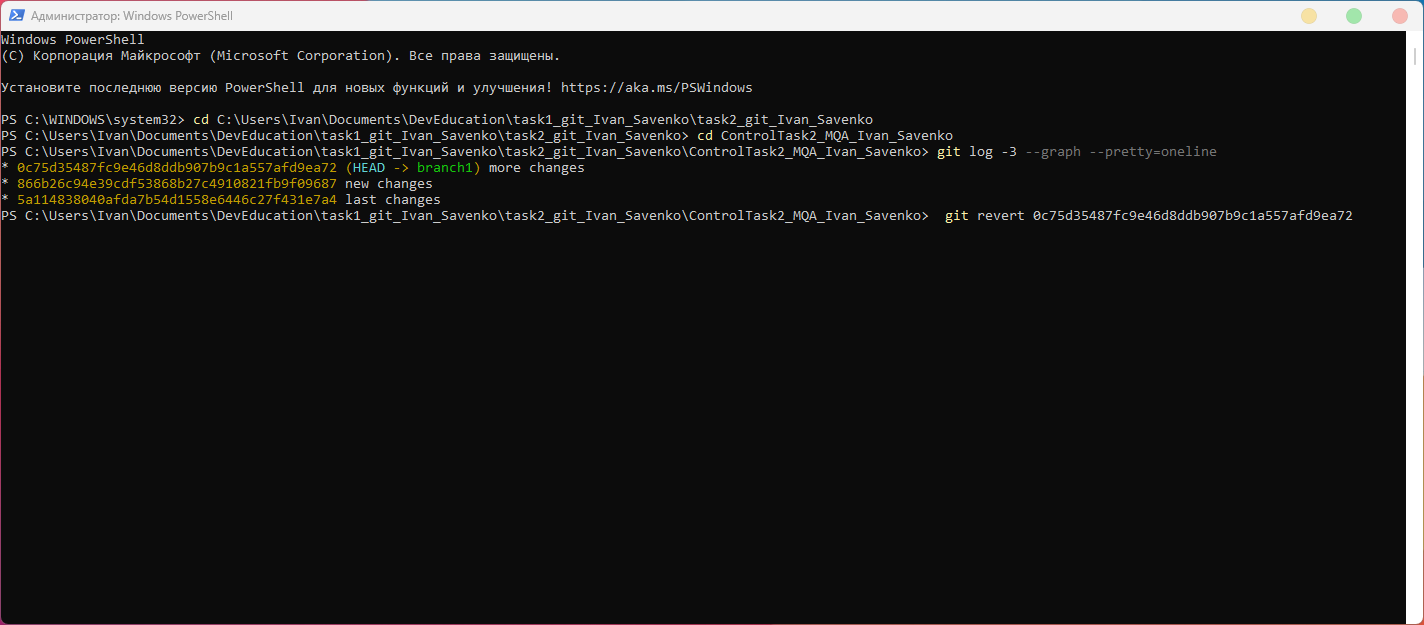 Администратор: Windows PowerShell
Windows PowerShell
(C) Корпорация Майкрософт (Microsoft Corporation). Все права защищены.
Установите последнюю версию PowerShell для новых функций и улучшения! https://aka.ms/PSWindows
PS C:\WINDOWS\system32> cd C:\Users\Ivan\Documents\DevEducation\task1_git_Ivan_Savenko\task2_git_Ivan_Savenko
PS C:\Users\Ivan\Documents\DevEducation\task1_git_Ivan_Savenko\task2_git_Ivan_Savenko> cd ControlTask2_MQA_Ivan_Savenko
PS C:\Users\Ivan\Documents\DevEducation\task1_git_Ivan_Savenko\task2_git_Ivan_Savenko\ControlTask2_MQA_Ivan_Savenko> git log -3 --graph --pretty=oneline
* 0c75d35487fc9e46d8ddb907b9c1a557afd9ea72 (HEAD -> branch1) more changes
* 866b26c94e39cdf53868b27c4910821fb9f09687 new changes
* 5a114838040afda7b54d1558e6446c27f431e7a4 last changes
PS C:\Users\Ivan\Documents\DevEducation\task1_git_Ivan_Savenko\task2_git_Ivan_Savenko\ControlTask2_MQA_Ivan_Savenko>  git revert 0c75d35487fc9e46d8ddb907b9c1a557afd9ea72